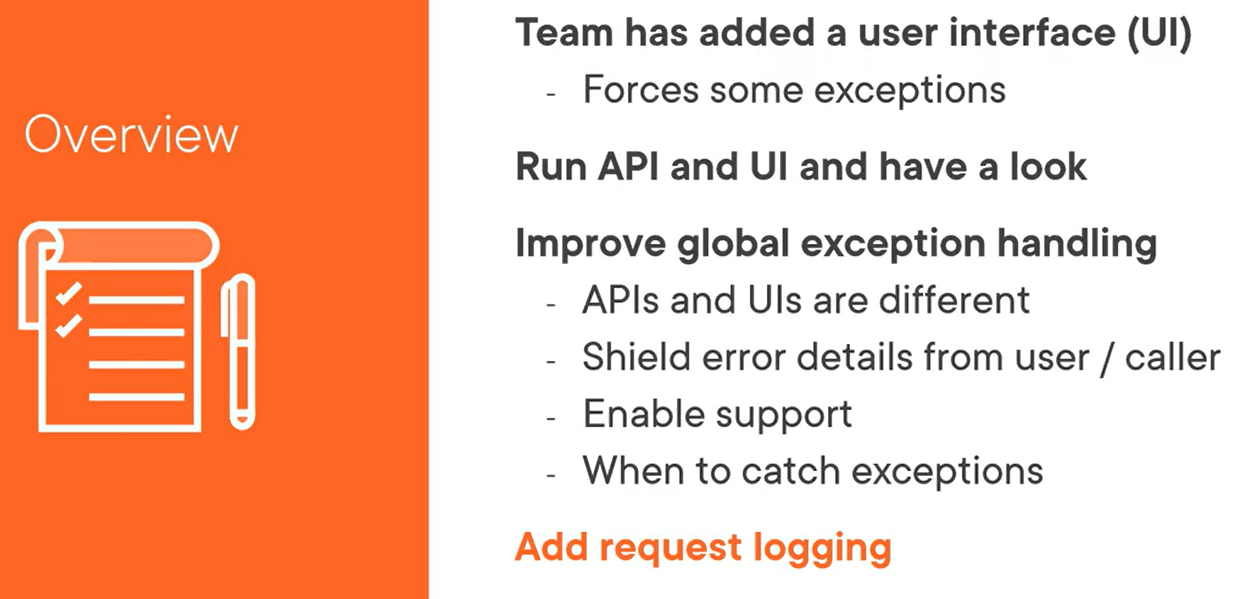 Overview
Team has added a user interface (UI)
- Forces some exceptions
Run API and UI and have a look
Improve global exception handling
- APIs and UIs are different
- Shield error details from user / caller
- Enable support
- When to catch exceptions
Add request logging